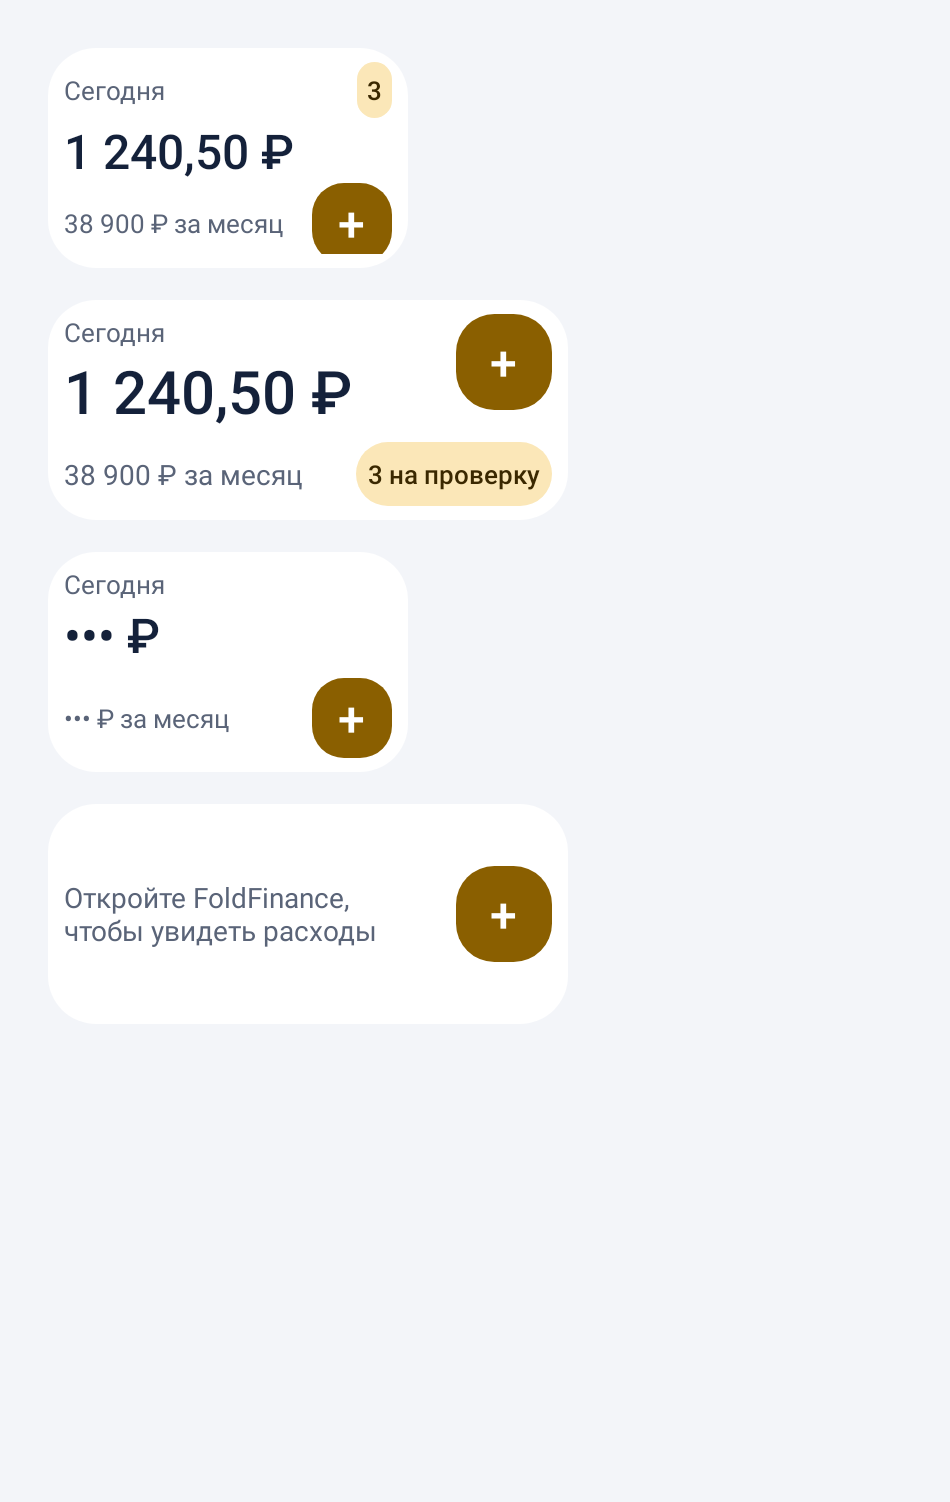 Сегодня 3
1 240,50 ₽
38 900 ₽ за месяц +
Сегодня +
1 240,50 ₽
38 900 ₽ за месяц 3 на проверку
Сегодня
••• ₽
••• ₽ за месяц +
Откройте FoldFinance, +
чтобы увидеть расходы